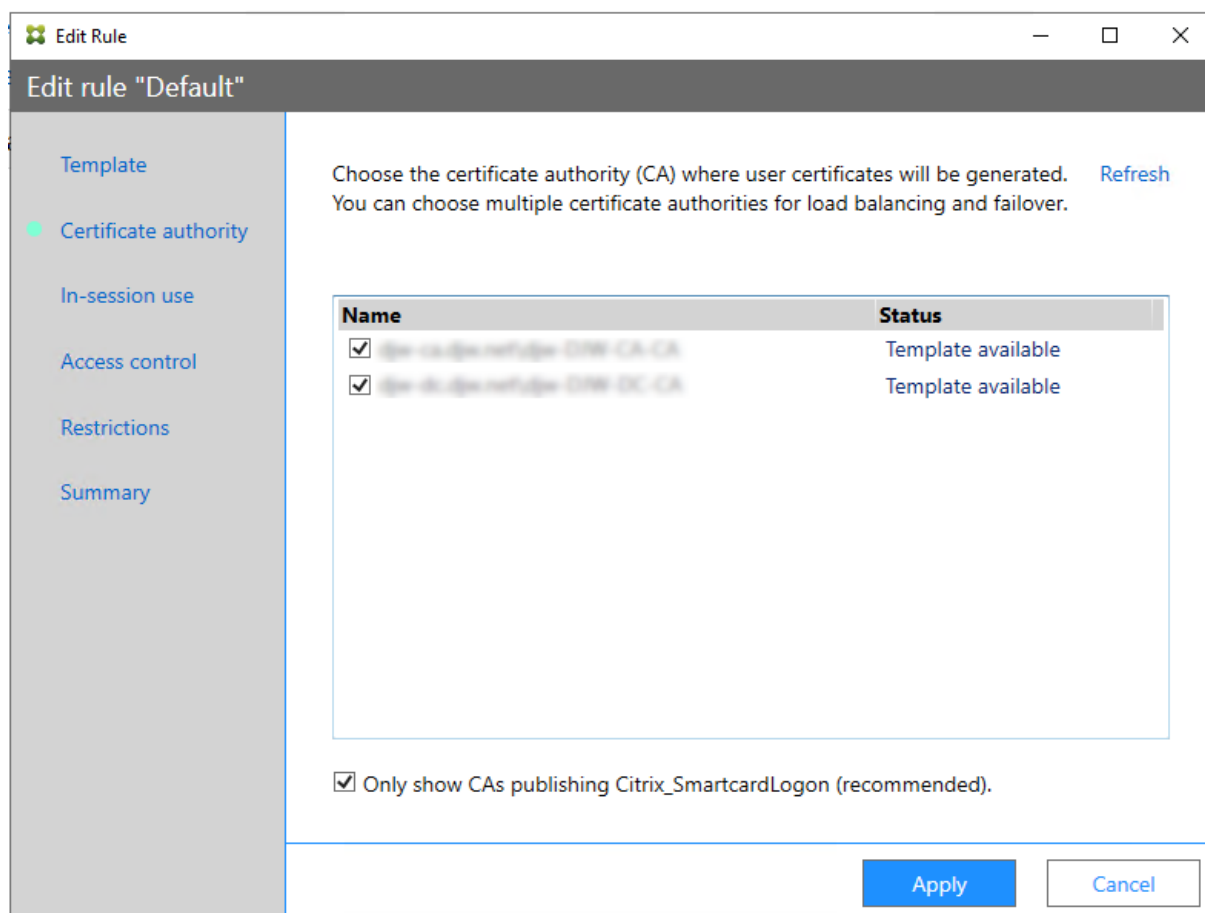 Edit Rule
Edit rule "Default"
Template
Certificate authority
In-session use
Access control
Restrictions
Summary
Choose the certificate authority (CA) where user certificates will be generated.
You can choose multiple certificate authorities for load balancing and failover.
Refresh
Name Status
Template available
Template available
Only show CAs publishing Citrix_SmartcardLogon (recommended).
Apply Cancel